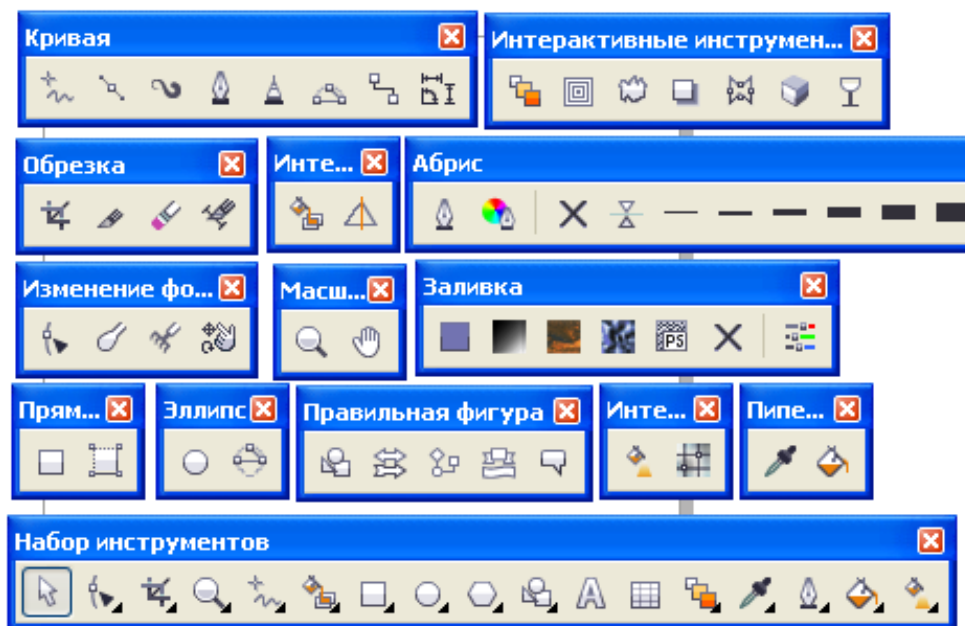 Кривая
Интерактивные инструмен...
Обрезка
Инте...
Абрис
Изменение фо...
Масш...
Заливка
PS
Прям...
Эллипс
Правильная фигура
Инте...
Пипе...
Набор инструментов